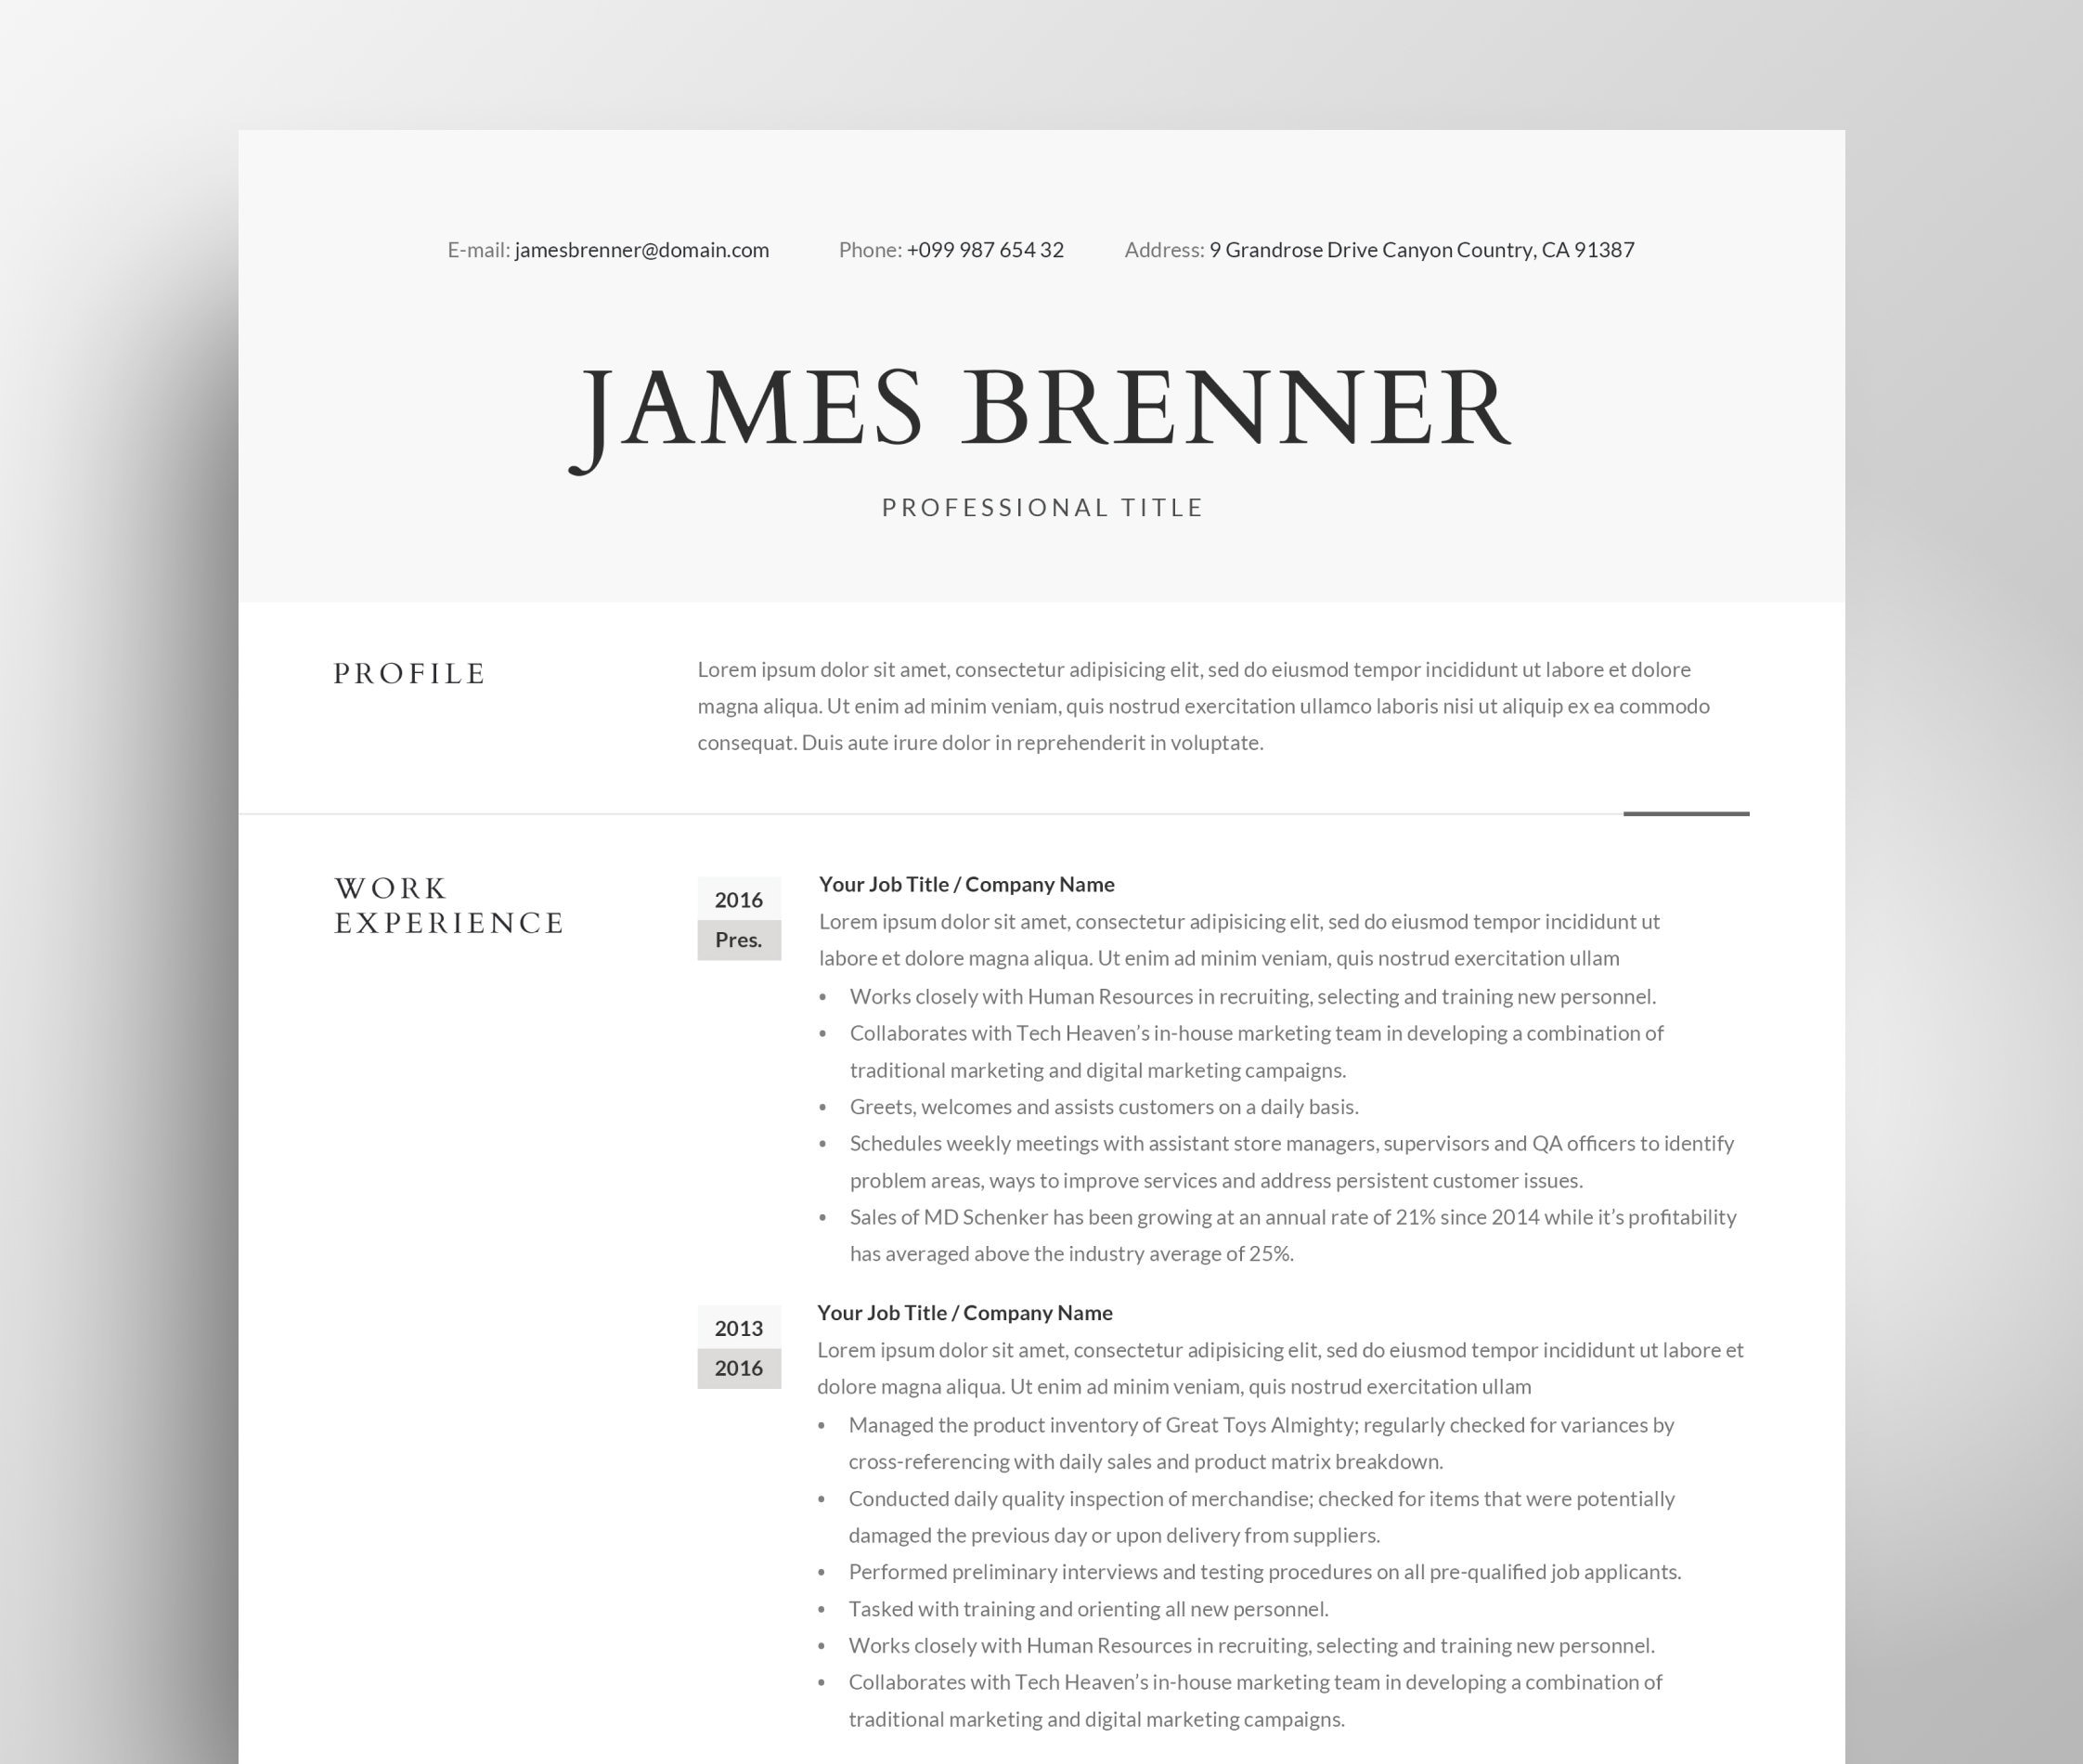 E-mail: jamesbrenner@domain.com Phone: +099 987 654 32 Address: 9 Grandrose Drive Canyon Country, CA 91387
JAMES BRENNER
PROFESSIONAL TITLE
PROFILE
Lorem ipsum dolor sit amet, consectetur adipisicing elit, sed do eiusmod tempor incididunt ut labore et dolore
magna aliqua. Ut enim ad minim veniam, quis nostrud exercitation ullamco laboris nisi ut aliquip ex ea commodo
consequat. Duis aute irure dolor in reprehenderit in voluptate.
WORK
EXPERIENCE
2016
Pres.
Your Job Title / Company Name
Lorem ipsum dolor sit amet, consectetur adipisicing elit, sed do eiusmod tempor incididunt ut
labore et dolore magna aliqua. Ut enim ad minim veniam, quis nostrud exercitation ullam
• Works closely with Human Resources in recruiting, selecting and training new personnel.
• Collaborates with Tech Heaven’s in-house marketing team in developing a combination of
traditional marketing and digital marketing campaigns.
• Greets, welcomes and assists customers on a daily basis.
• Schedules weekly meetings with assistant store managers, supervisors and QA officers to identify
problem areas, ways to improve services and address persistent customer issues.
• Sales of MD Schenker has been growing at an annual rate of 21% since 2014 while it’s profitability
has averaged above the industry average of 25%.
2013
2016
Your Job Title / Company Name
Lorem ipsum dolor sit amet, consectetur adipisicing elit, sed do eiusmod tempor incididunt ut labore et
dolore magna aliqua. Ut enim ad minim veniam, quis nostrud exercitation ullam
• Managed the product inventory of Great Toys Almighty; regularly checked for variances by
cross-referencing with daily sales and product matrix breakdown.
• Conducted daily quality inspection of merchandise; checked for items that were potentially
damaged the previous day or upon delivery from suppliers.
• Performed preliminary interviews and testing procedures on all pre-qualified job applicants.
• Tasked with training and orienting all new personnel.
• Works closely with Human Resources in recruiting, selecting and training new personnel.
• Collaborates with Tech Heaven’s in-house marketing team in developing a combination of
traditional marketing and digital marketing campaigns.